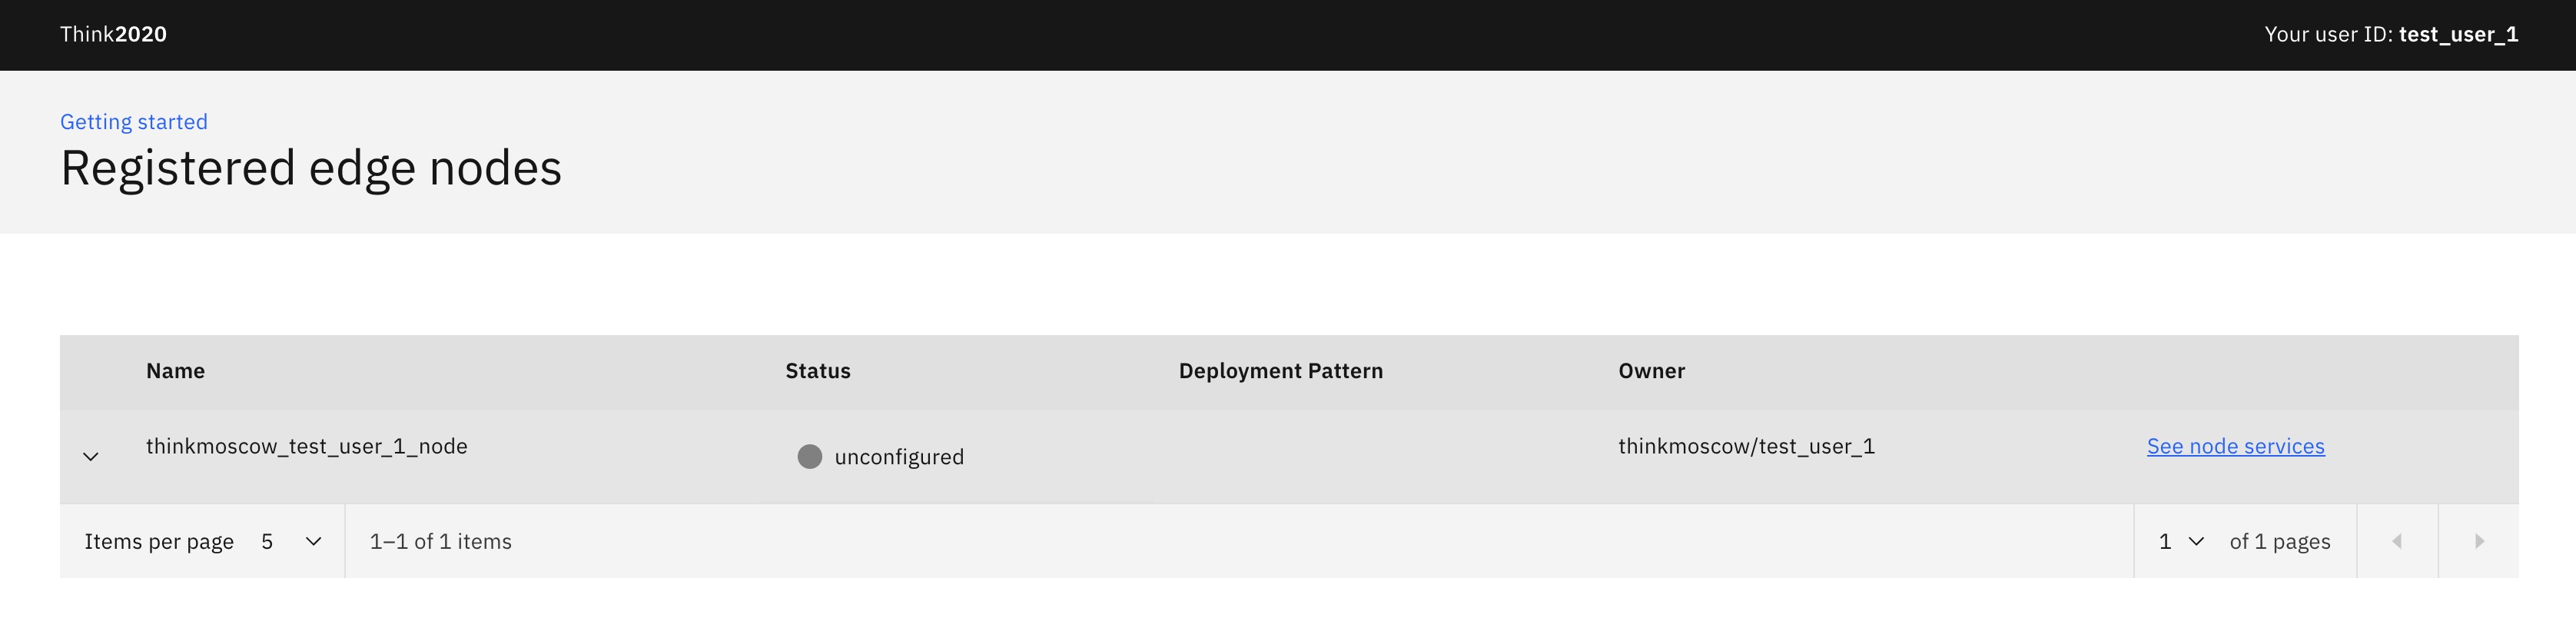 Think2020
Your user ID: test_user_1
Getting started
Registered edge nodes
Name Status Deployment Pattern Owner
thinkmoscow_test_user_1_node unconfigured thinkmoscow/test_user_1 See node services
Items per page 5 1–1 of 1 items 1 of 1 pages